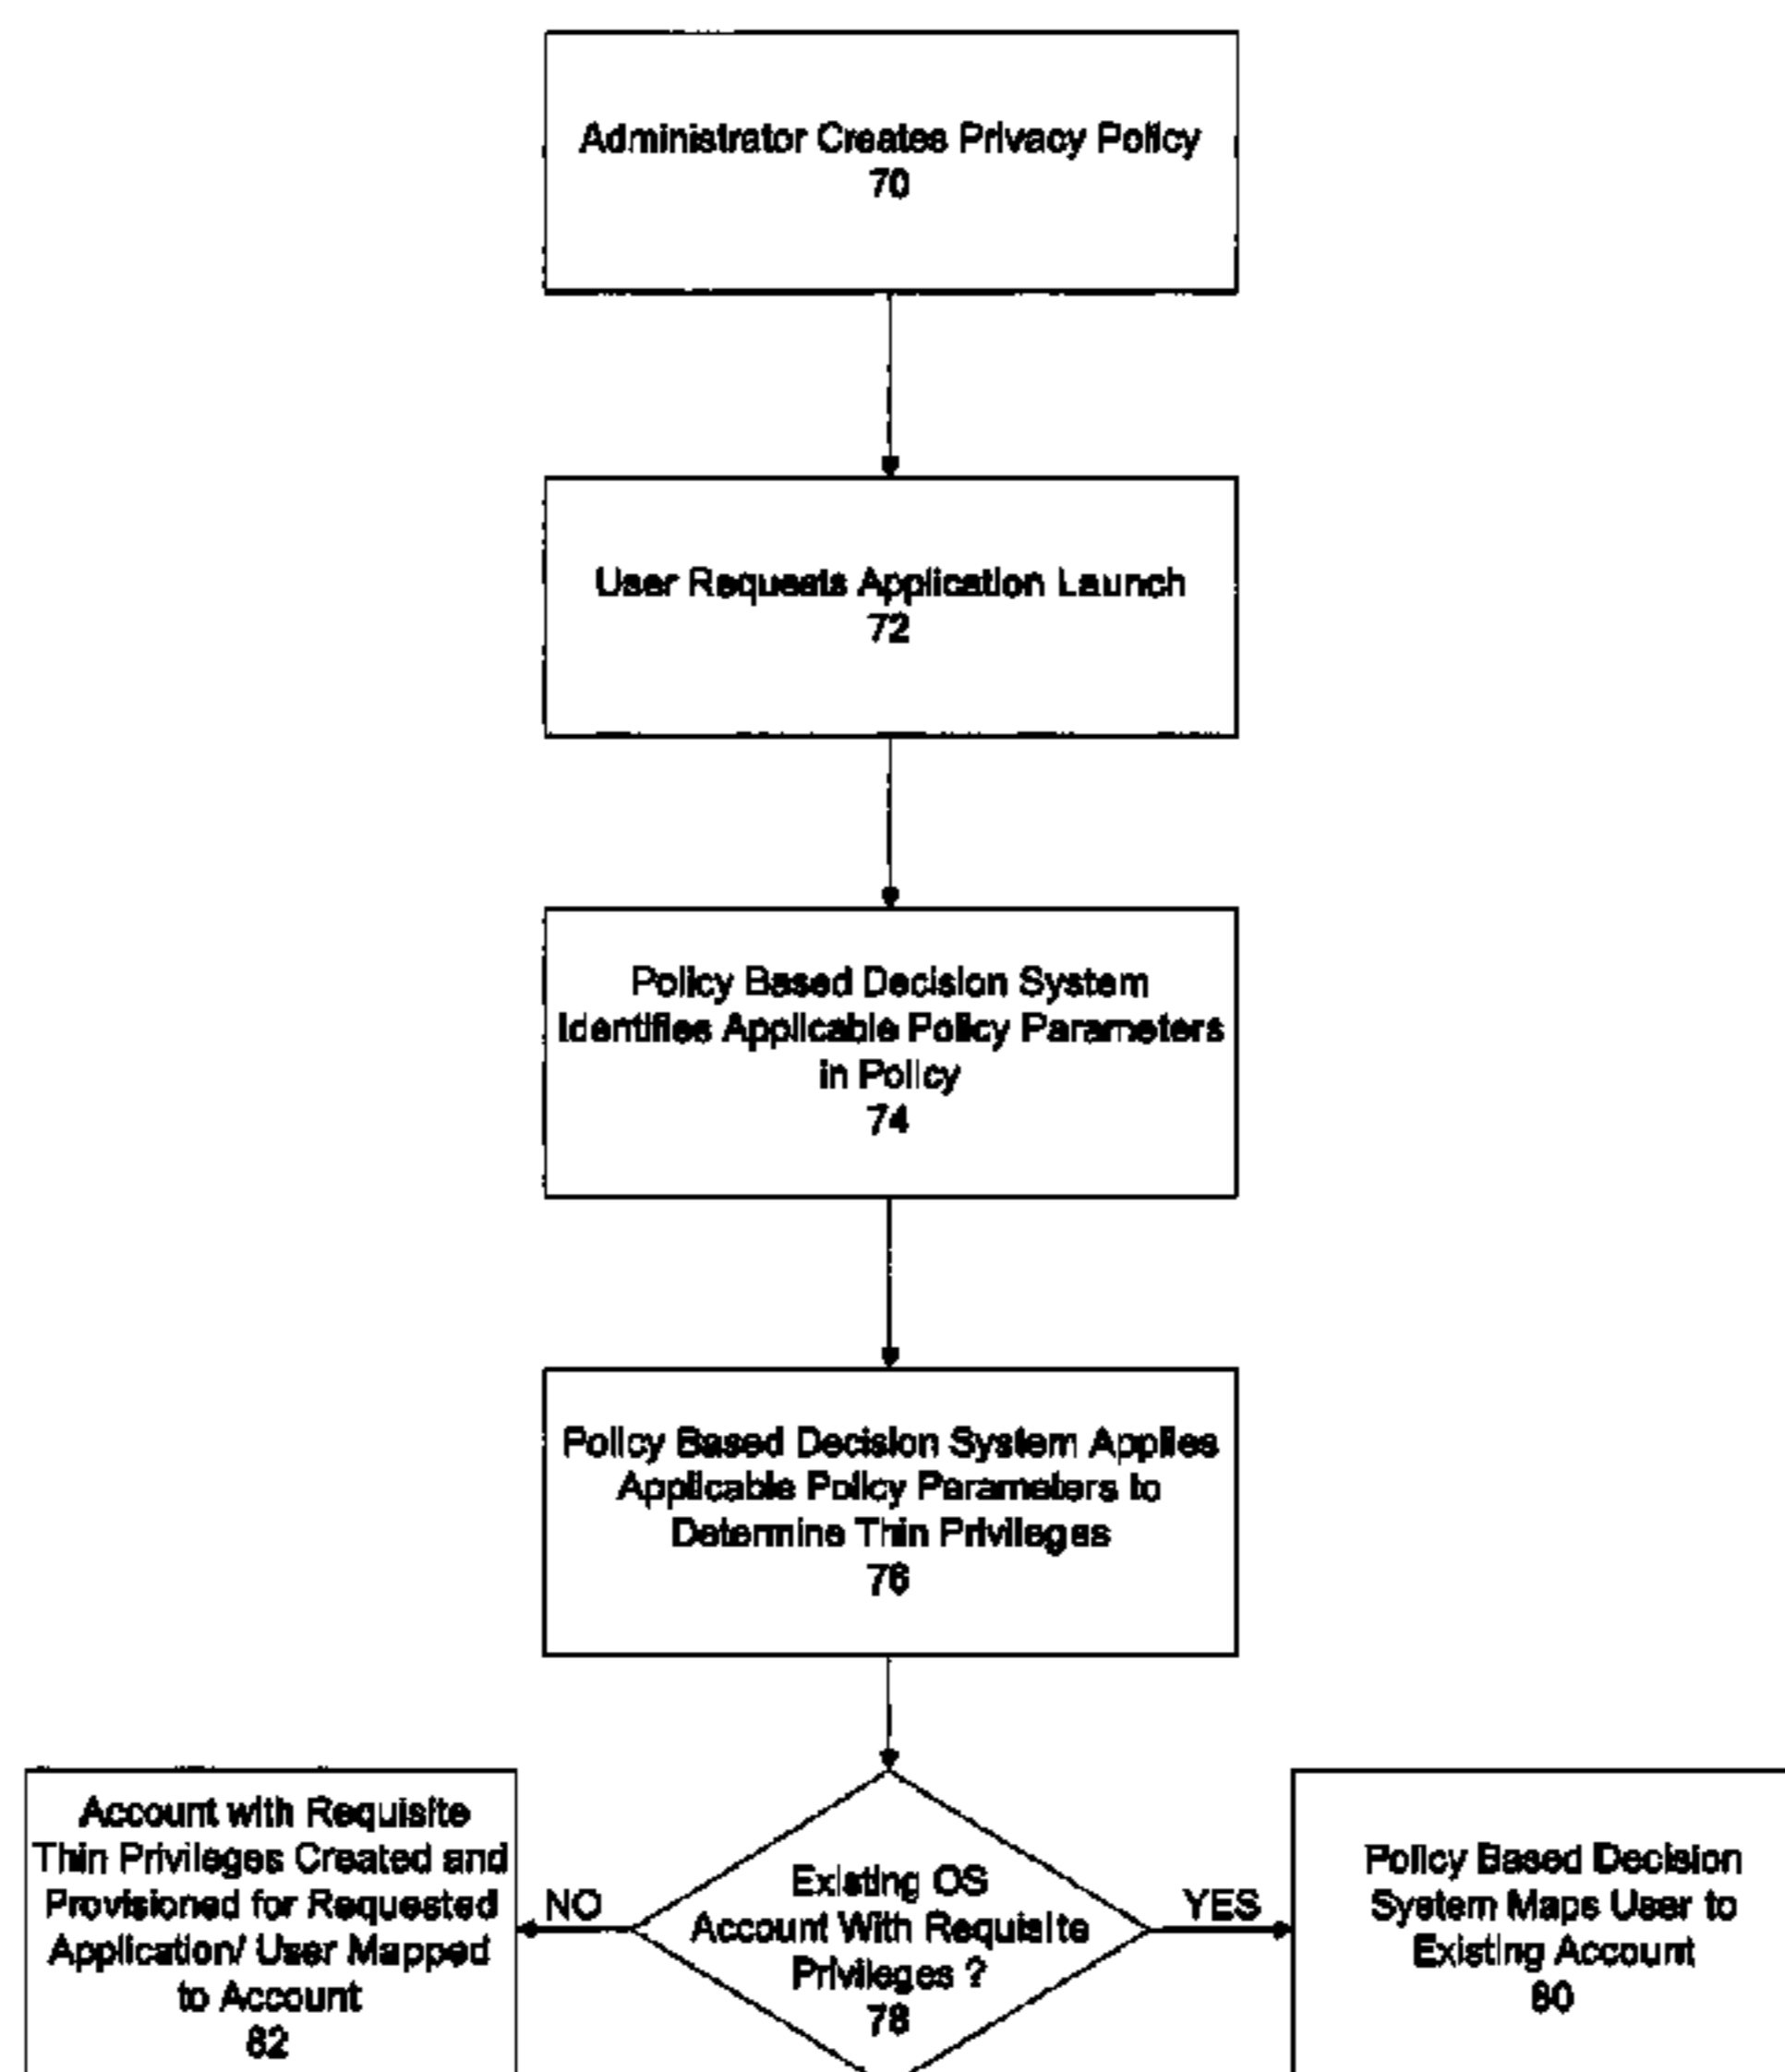 Administrator Creates Privacy Policy
70
User Requests Application Launch
72
Policy Based Decision System
Identifies Applicable Policy Parameters
in Policy
74
Policy Based Decision System Applies
Applicable Policy Parameters to
Determine Thin Privileges
76
Account with Requisite
Thin Privileges Created and
Provisioned for Requested
Application/ User Mapped
to Account
82
NO
Existing OS
Account With Requisite
Privileges ?
78
YES
Policy Based Decision
System Maps User to
Existing Account
80